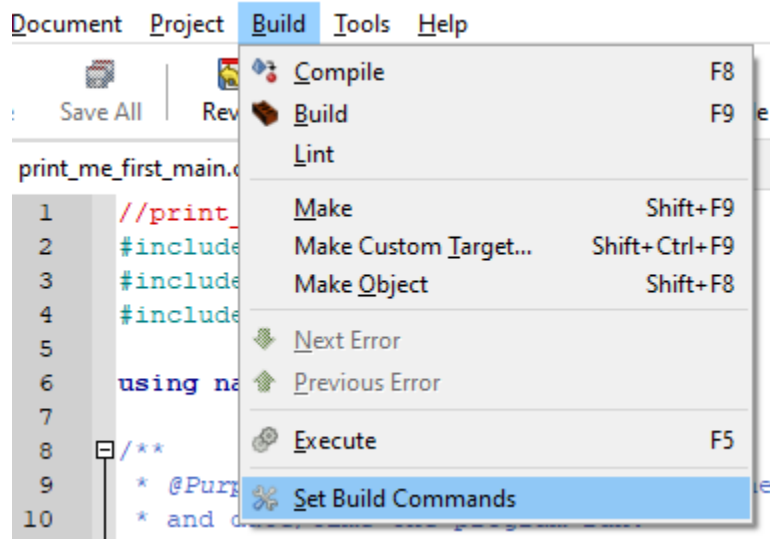 Document Project Build Tools Help
Save All Rev
print_me_first_main.
Compile F8
Build F9
Lint
Make Shift+F9
Make Custom Target... Shift+Ctrl+F9
Make Object Shift+F8
Next Error
Previous Error
Execute F5
Set Build Commands
1 //print_
2 #include
3 #include
4 #include
5
6 using na
7
8 /**
9 * @Purp
10 * and